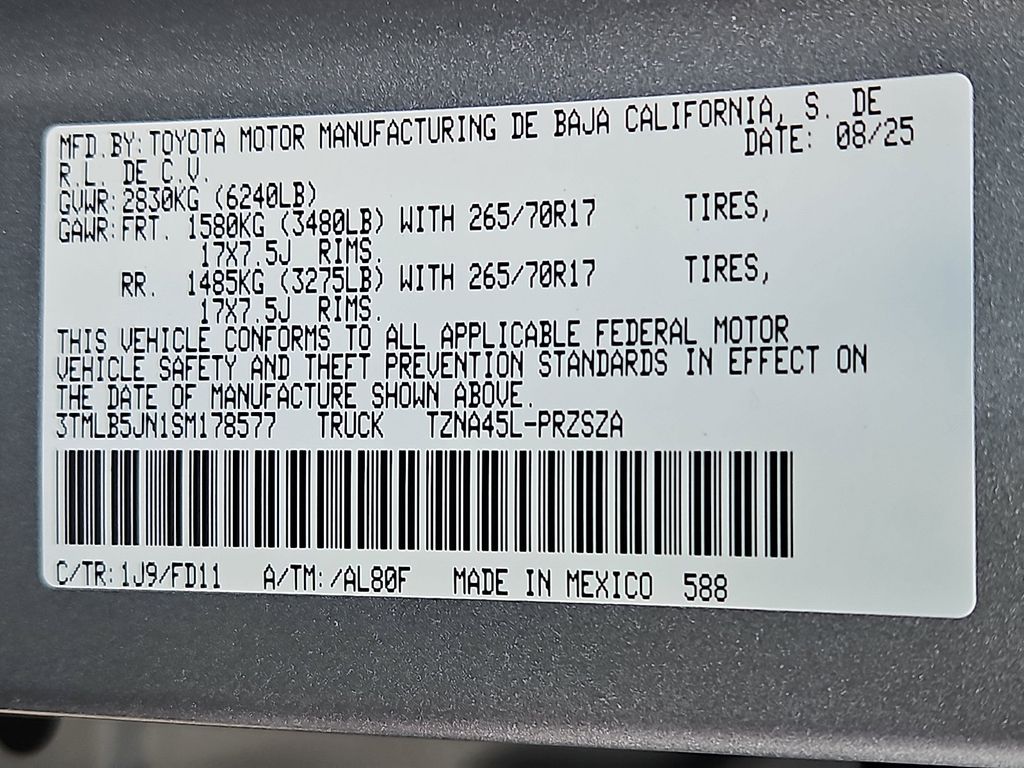 MFD.BY:TOYOTA MOTOR MANUFACTURING DE BAJA CALIFORNIA, S. DE
R.L. DE C.V. DATE: 08/25
GVWR:2830KG (6240LB)
GAWR:FRT. 1580KG (3480LB) WITH 265/70R17 TIRES,
17X7.5J RIMS.
RR. 1485KG (3275LB) WITH 265/70R17 TIRES,
17X7.5J RIMS.
THIS VEHICLE CONFORMS TO ALL APPLICABLE FEDERAL MOTOR
VEHICLE SAFETY AND THEFT PREVENTION STANDARDS IN EFFECT ON
THE DATE OF MANUFACTURE SHOWN ABOVE.
3TMLB5JN1SM178577 TRUCK TZNA45L-PRZSZA
C/TR:1J9/FD11 A/TM:/AL80F MADE IN MEXICO 588